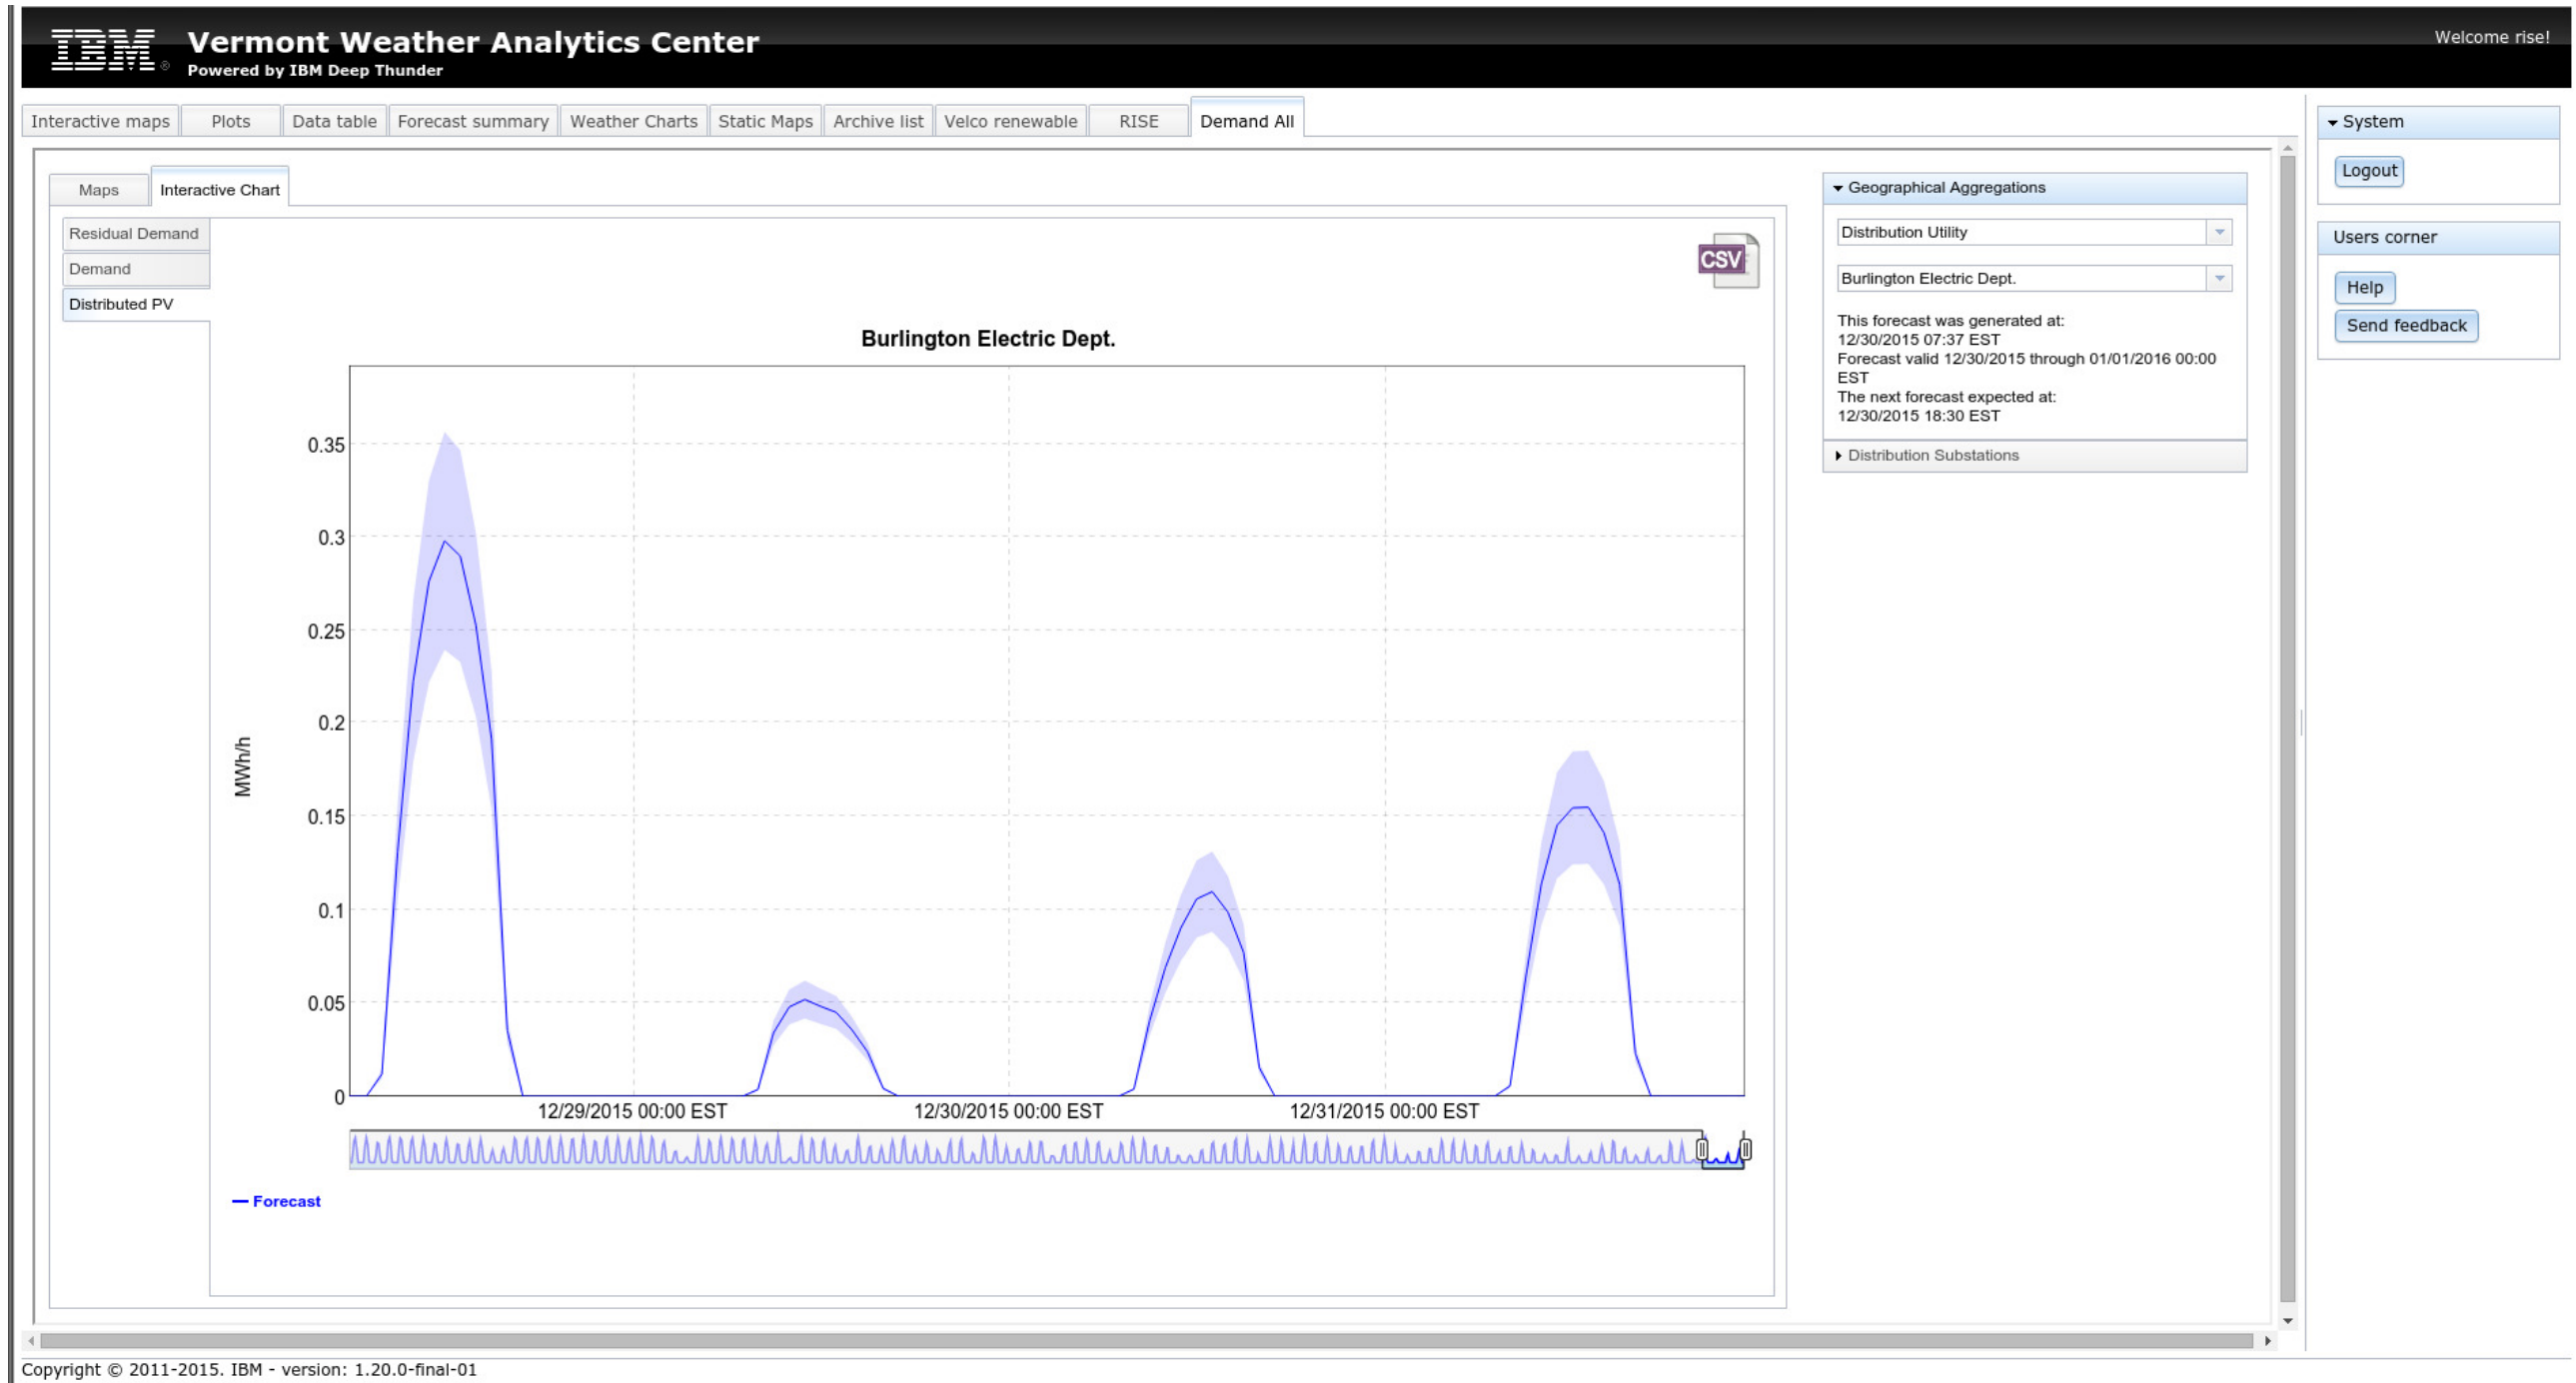 IBM®
Vermont Weather Analytics Center
Powered by IBM Deep Thunder
Welcome rise!
Interactive maps
Plots
Data table
Forecast summary
Weather Charts
Static Maps
Archive list
Velco renewable
RISE
Demand All
Maps
Interactive Chart
Residual Demand
Demand
Distributed PV
CSV
Burlington Electric Dept.
0.35
0.3
0.25
0.2
0.15
0.1
0.05
0
MWh/h
12/29/2015 00:00 EST
12/30/2015 00:00 EST
12/31/2015 00:00 EST
Forecast
Geographical Aggregations
Distribution Utility
Burlington Electric Dept.
This forecast was generated at:
12/30/2015 07:37 EST
Forecast valid 12/30/2015 through 01/01/2016 00:00
EST
The next forecast expected at:
12/30/2015 18:30 EST
Distribution Substations
System
Logout
Users corner
Help
Send feedback
Copyright © 2011-2015. IBM - version: 1.20.0-final-01